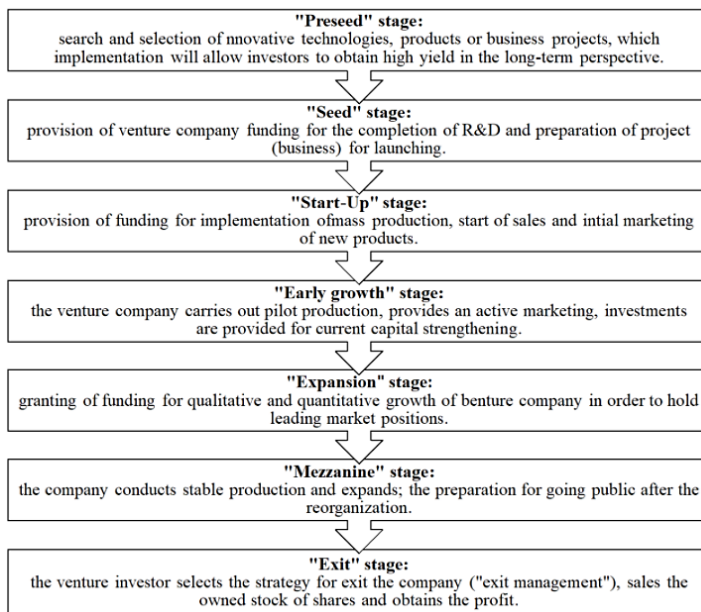 "Preseed" stage:
search and selection of nnovative technologies, products or business projects, which
implementation will allow investors to obtain high yield in the long-term perspective.
"Seed" stage:
provision of venture company funding for the completion of R&D and preparation of project
(business) for launching.
"Start-Up" stage:
provision of funding for implementation ofmass production, start of sales and intial marketing
of new products.
"Early growth" stage:
the venture company carries out pilot production, provides an active marketing, investments
are provided for current capital strengthening.
"Expansion" stage:
granting of funding for qualitative and quantitative growth of benture company in order to hold
leading market positions.
"Mezzanine" stage:
the company conducts stable production and expands; the preparation for going public after the
reorganization.
"Exit" stage:
the venture investor selects the strategy for exit the company ("exit management"), sales the
owned stock of shares and obtains the profit.